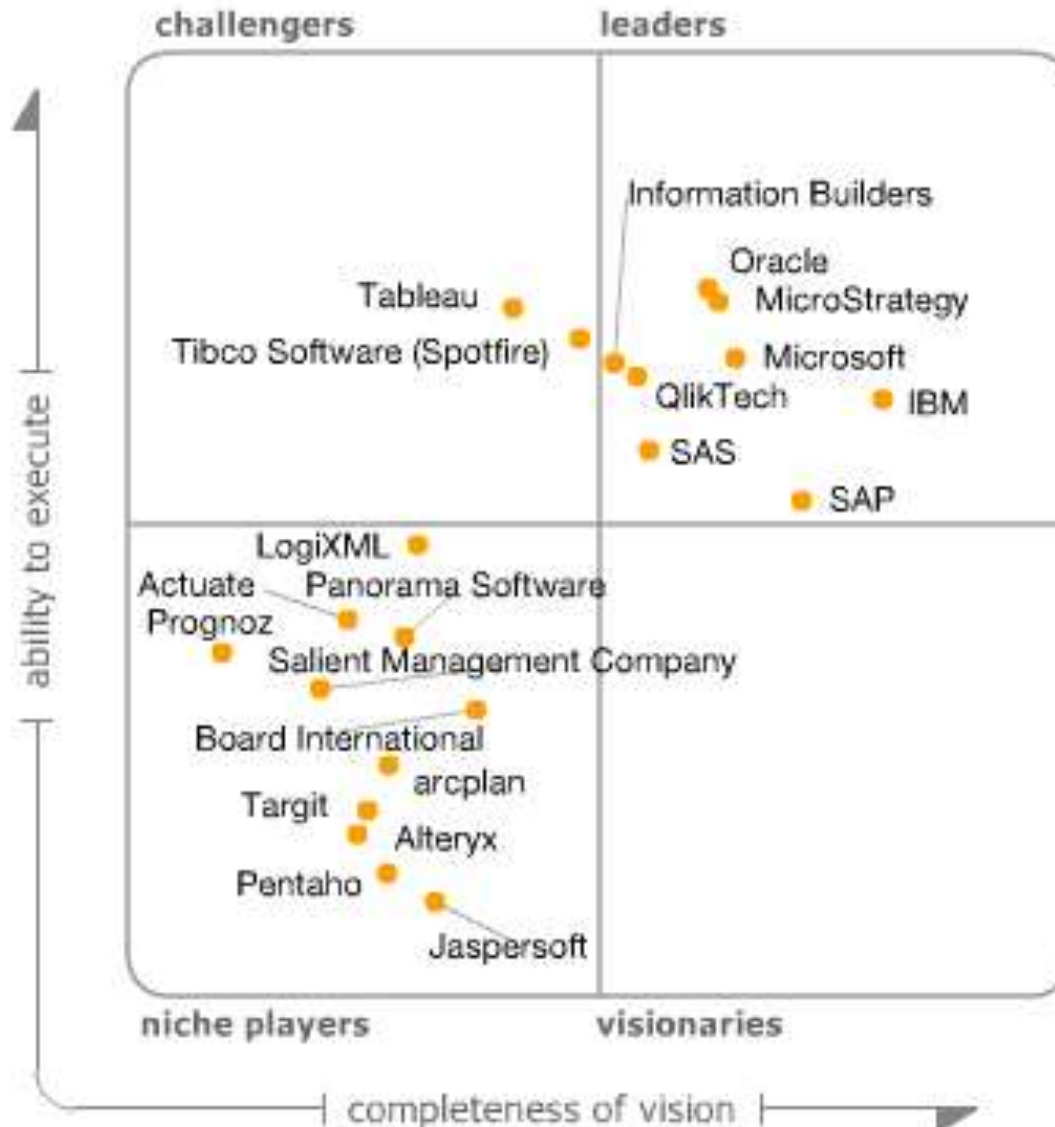 challengers
leaders
Information Builders
Oracle
Tableau
MicroStrategy
Tibco Software (Spotfire)
Microsoft
QlikTech
IBM
SAS
SAP
ability to execute
LogiXML
Actuate
Panorama Software
Prognoz
Salient Management Company
Board International
arcplan
Targit
Alteryx
Pentaho
Jaspersoft
niche players
visionaries
completeness of vision